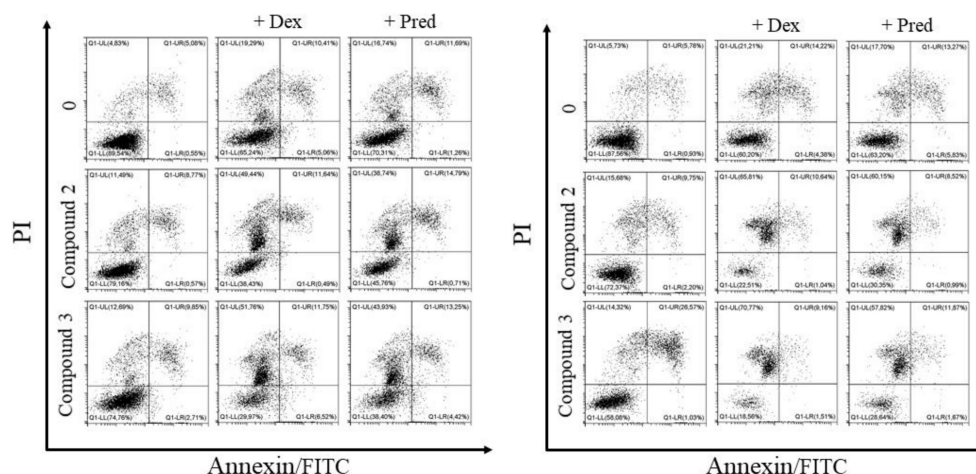 + Dex + Pred
0
Q1-UL(4,83%) Q1-UR(5,08%)
Q1-LL(89,54%) Q1-LR(0,55%)
Q1-UL(19,29%) Q1-UR(10,41%)
Q1-LL(65,24%) Q1-LR(5,06%)
Q1-UL(16,74%) Q1-UR(11,69%)
Q1-LL(70,31%) Q1-LR(1,26%)
Compound 2
Q1-UL(11,49%) Q1-UR(8,77%)
Q1-LL(79,16%) Q1-LR(0,57%)
Q1-UL(49,44%) Q1-UR(11,64%)
Q1-LL(38,43%) Q1-LR(0,49%)
Q1-UL(38,74%) Q1-UR(14,79%)
Q1-LL(45,76%) Q1-LR(0,71%)
Compound 3
Q1-UL(12,69%) Q1-UR(9,85%)
Q1-LL(74,76%) Q1-LR(2,71%)
Q1-UL(51,76%) Q1-UR(11,75%)
Q1-LL(29,97%) Q1-LR(6,52%)
Q1-UL(43,93%) Q1-UR(13,25%)
Q1-LL(38,40%) Q1-LR(4,42%)
PI
Annexin/FITC
+ Dex + Pred
0
Q1-UL(5,73%) Q1-UR(5,78%)
Q1-LL(87,56%) Q1-LR(0,93%)
Q1-UL(21,21%) Q1-UR(14,22%)
Q1-LL(60,20%) Q1-LR(4,38%)
Q1-UL(17,70%) Q1-UR(13,27%)
Q1-LL(63,20%) Q1-LR(5,83%)
Compound 2
Q1-UL(15,68%) Q1-UR(9,75%)
Q1-LL(72,37%) Q1-LR(2,20%)
Q1-UL(65,81%) Q1-UR(10,64%)
Q1-LL(22,51%) Q1-LR(1,04%)
Q1-UL(60,15%) Q1-UR(8,52%)
Q1-LL(30,35%) Q1-LR(0,99%)
Compound 3
Q1-UL(14,32%) Q1-UR(26,57%)
Q1-LL(58,08%) Q1-LR(1,03%)
Q1-UL(70,77%) Q1-UR(9,16%)
Q1-LL(18,56%) Q1-LR(1,51%)
Q1-UL(57,82%) Q1-UR(11,87%)
Q1-LL(28,64%) Q1-LR(1,67%)
PI
Annexin/FITC